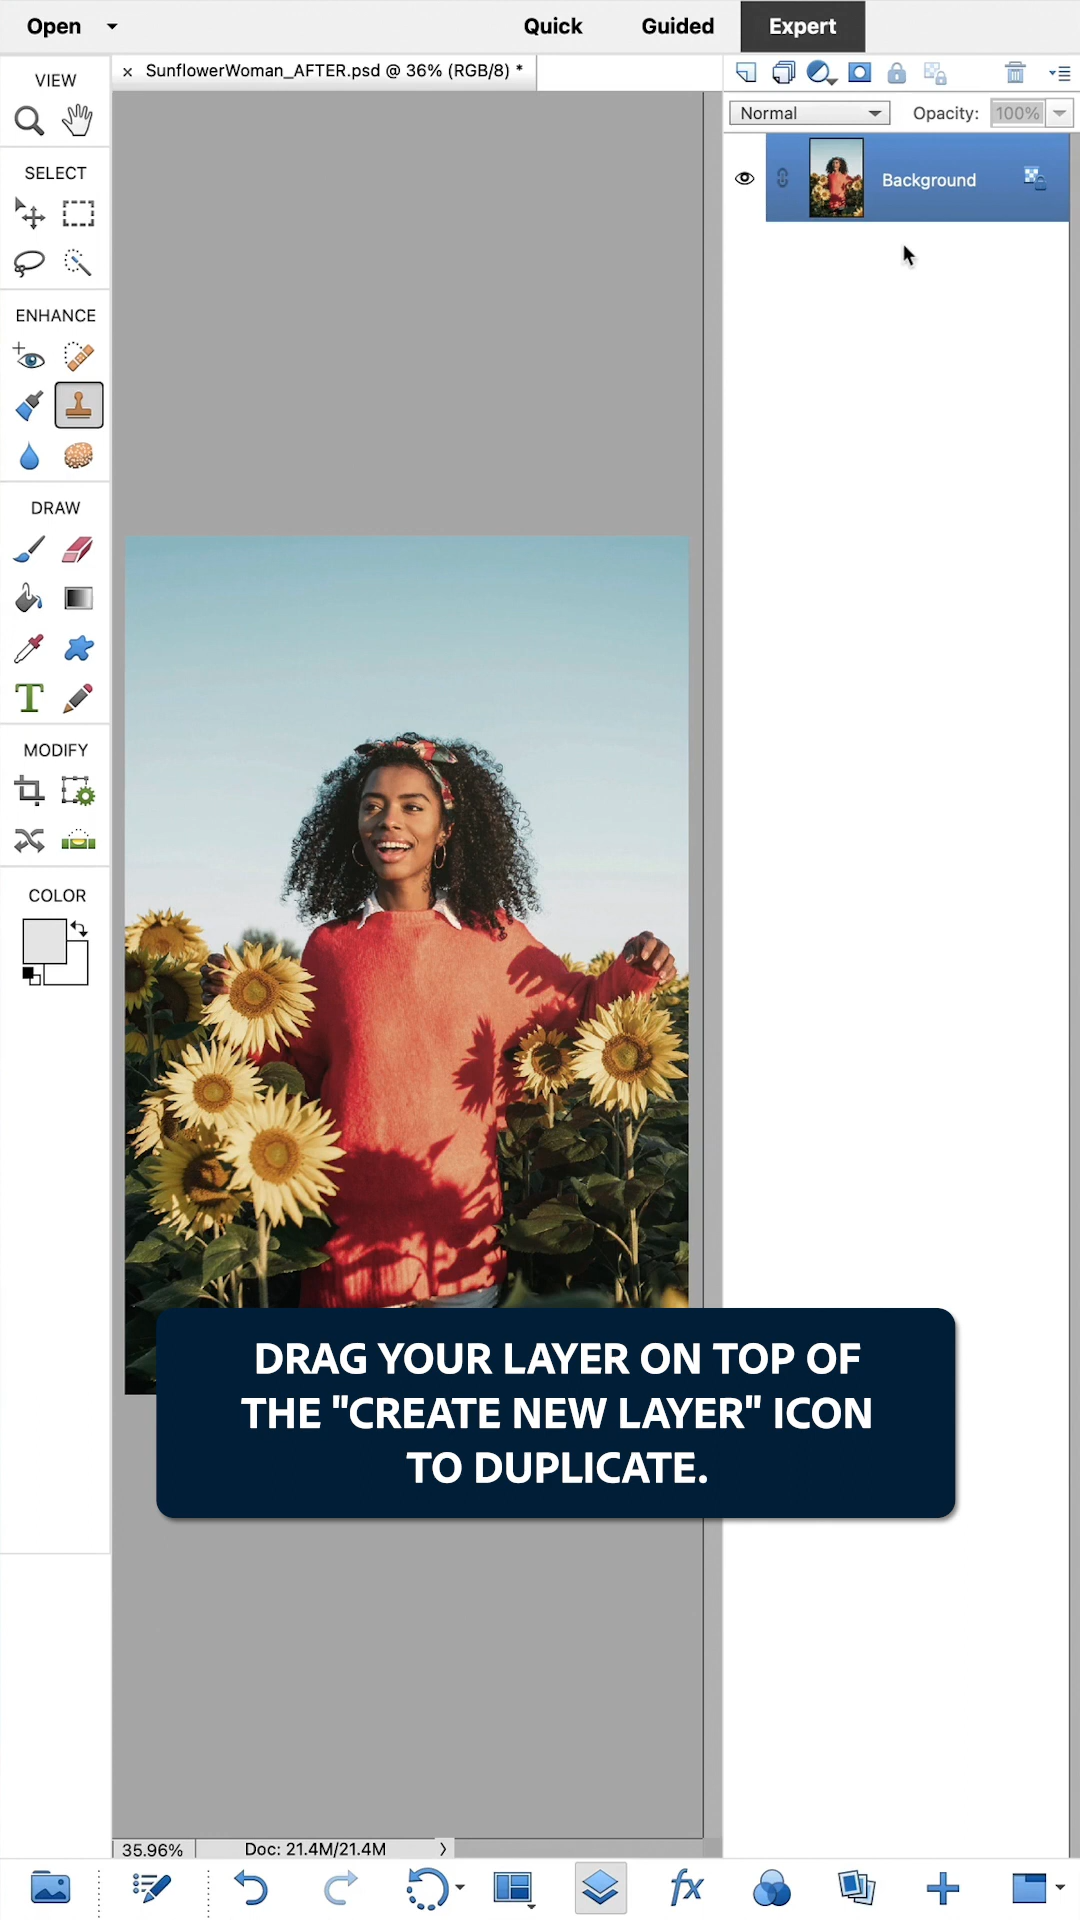 Open
Quick
Guided
Expert
VIEW
× SunflowerWoman_AFTER.psd @ 36% (RGB/8) *
Normal
Opacity: 100%
SELECT
Background
ENHANCE
DRAW
T
MODIFY
COLOR
DRAG YOUR LAYER ON TOP OF
THE "CREATE NEW LAYER" ICON
TO DUPLICATE.
35.96%
Doc: 21.4M/21.4M
fx